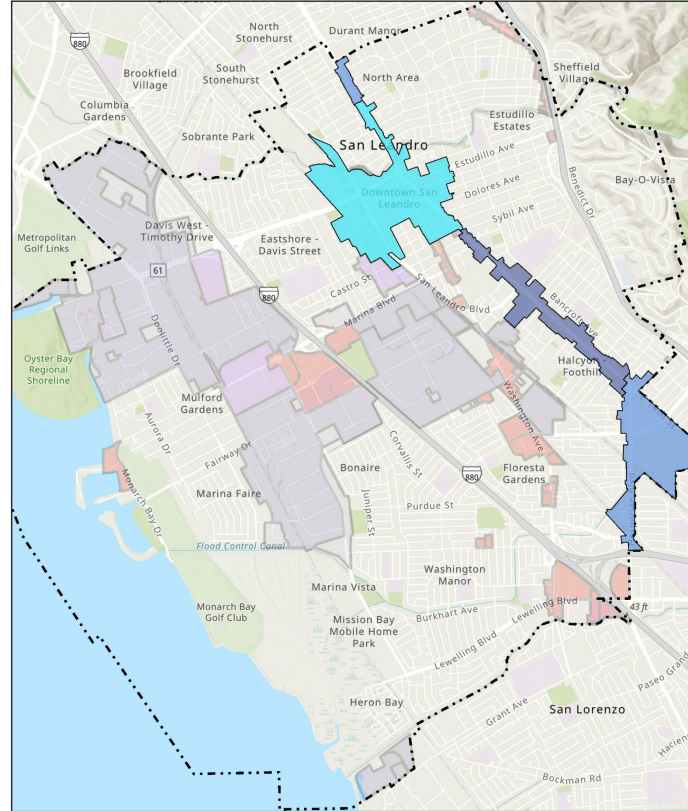 North
Stonehurst
Durant Manor
880
Brookfield
Village
South
Stonehurst
North Area
Sheffield
Village
Columbia
Gardens
Sobrante Park
San Leandro
Estudillo
Estates
Estudillo Ave
Downtown San
Leandro
Dolores Ave
Sybil Ave
Benedict Dr
Bay-O-Vista
Metropolitan
Golf Links
Davis West -
Timothy Drive
Eastshore -
Davis Street
61
880
Castro St
San Leandro Blvd
Marina Blvd
Bancroft Ave
Doolittle Dr
Oyster Bay
Regional
Shoreline
Halcyon
Foothill
Mulford
Gardens
Washington Ave
Aurora Dr
Fairway Dr
Corvallis St
Bonaire
880
Floresta
Gardens
Monarch Bay Dr
Marina Faire
Juniper St
Purdue St
Flood Control Canal
Washington
Manor
Marina Vista
Monarch Bay
Golf Club
Mission Bay
Mobile Home
Park
Burkhart Ave
Lewelling Blvd
43 ft
Lewelling Blvd
Paseo Grand
Heron Bay
Grant Ave
San Lorenzo
Hacien
Bockman Rd